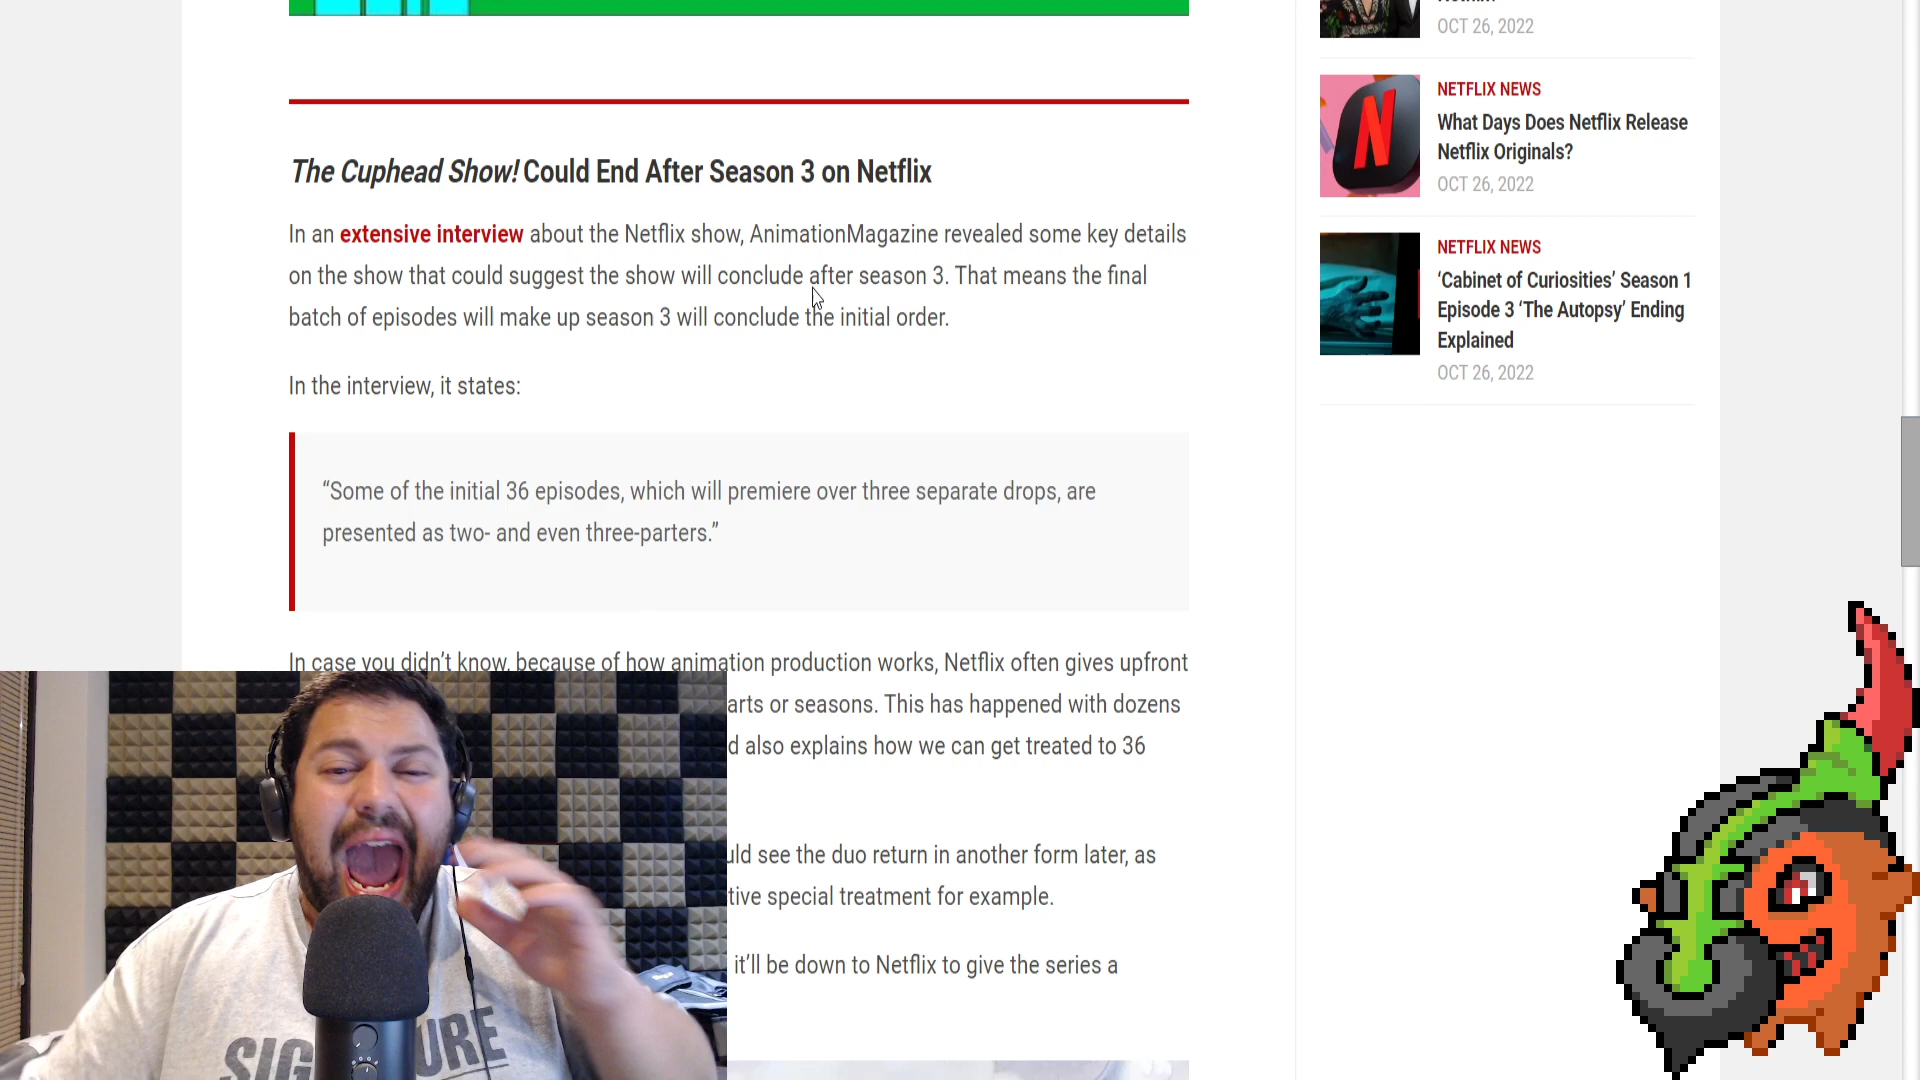 OCT 26, 2022
NETFLIX NEWS
What Days Does Netflix Release
Netflix Originals?
OCT 26, 2022
NETFLIX NEWS
‘Cabinet of Curiosities’ Season 1
Episode 3 ‘The Autopsy’ Ending
Explained
OCT 26, 2022
The Cuphead Show! Could End After Season 3 on Netflix
In an extensive interview about the Netflix show, AnimationMagazine revealed some key details
on the show that could suggest the show will conclude after season 3. That means the final
batch of episodes will make up season 3 will conclude the initial order.
In the interview, it states:
“Some of the initial 36 episodes, which will premiere over three separate drops, are
presented as two- and even three-parters.”
In case you didn’t know, because of how animation production works, Netflix often gives upfront
arts or seasons. This has happened with dozens
d also explains how we can get treated to 36
uld see the duo return in another form later, as
tive special treatment for example.
it’ll be down to Netflix to give the series a
N
SIG URE